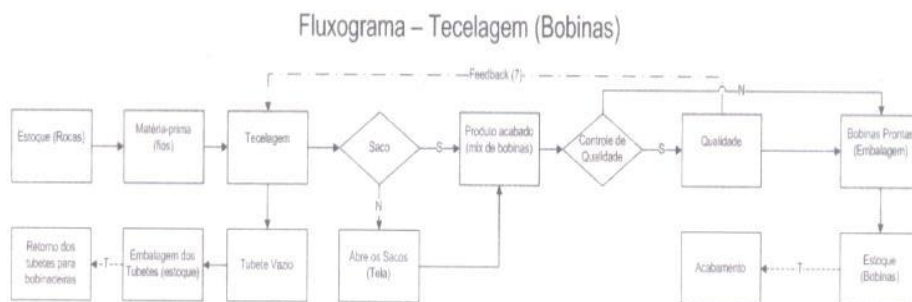 Fluxograma – Tecelagem (Bobinas)
Feedback (?)
N
Estoque (Rocas)
Matéria-prima
(fios)
Tecelagem
Saco
S
Produto acabado
(mix de bobinas)
Controle de
Qualidade
S
Qualidade
Bobinas Prontas
(Embalagem)
N
Retorno dos
tubetes para
bobinadeiras
T
Embalagem dos
Tubetes (estoque)
Tubete Vazio
Abre os Sacos
(Tela)
Acabamento
T
Estoque
(Bobinas)